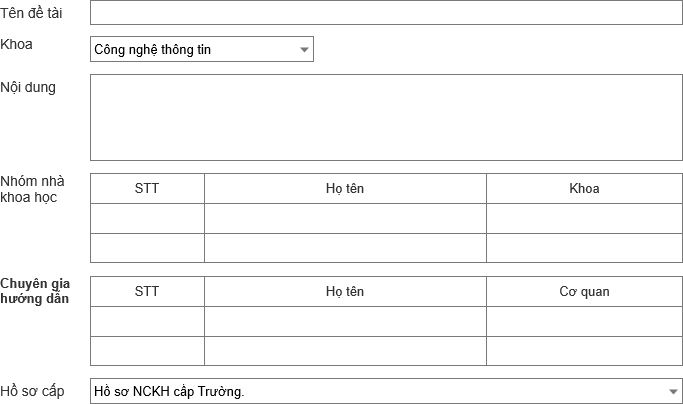 Tên đề tài
Khoa
Công nghệ thông tin
Nội dung
Nhóm nhà
khoa học
STT Họ tên Khoa
Chuyên gia
hướng dẫn
STT Họ tên Cơ quan
Hồ sơ cấp
Hồ sơ NCKH cấp Trường.